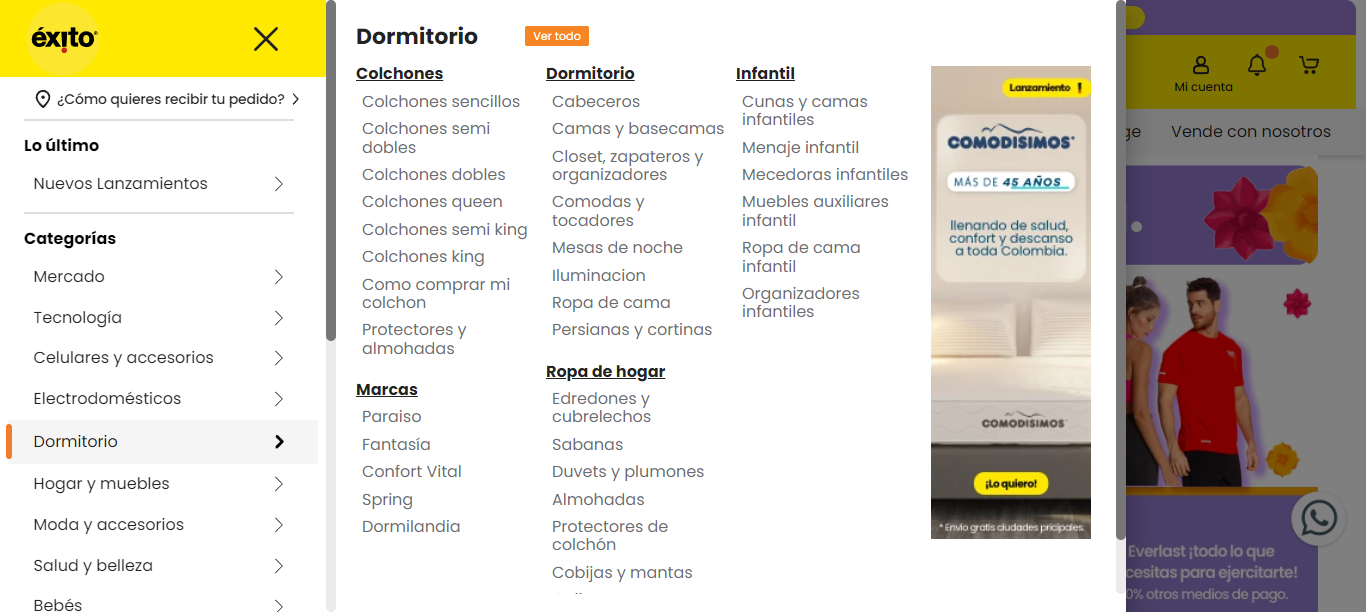 éxito
¿Cómo quieres recibir tu pedido?
Lo último
Nuevos Lanzamientos
Categorías
Mercado
Tecnología
Celulares y accesorios
Electrodomésticos
Dormitorio
Hogar y muebles
Moda y accesorios
Salud y belleza
Bebés
Dormitorio
Ver todo
Colchones
Colchones sencillos
Colchones semi
dobles
Colchones dobles
Colchones queen
Colchones semi king
Colchones king
Como comprar mi
colchon
Protectores y
almohadas
Marcas
Paraiso
Fantasía
Confort Vital
Spring
Dormilandia
Dormitorio
Cabeceros
Camas y basecamas
Closet, zapateros y
organizadores
Comodas y
tocadores
Mesas de noche
Iluminacion
Ropa de cama
Persianas y cortinas
Ropa de hogar
Edredones y
cubrelechos
Sabanas
Duvets y plumones
Almohadas
Protectores de
colchón
Cobijas y mantas
Infantil
Cunas y camas
infantiles
Menaje infantil
Mecedoras infantiles
Muebles auxiliares
infantil
Ropa de cama
infantil
Organizadores
infantiles
Lanzamiento !
COMODISIMOS
MÁS DE 45 AÑOS
llenando de salud,
confort y descanso
a toda Colombia.
COMODISIMOS
¡Lo quiero!
* Envio gratis ciudades pricipales.
Mi cuenta
ge
Vende con nosotros
Everlast ¡todo lo que
cesitas para ejercitarte!
0% otros medios de pago.